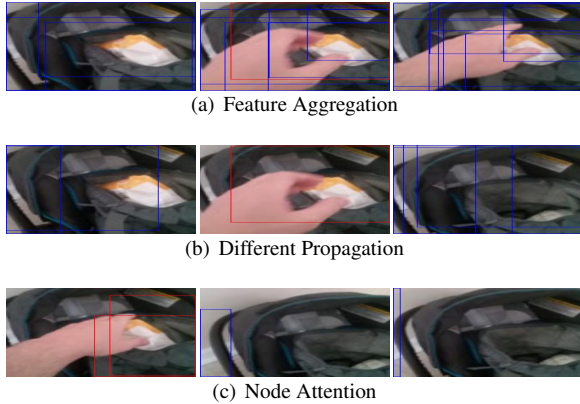 (a) Feature Aggregation
(b) Different Propagation
(c) Node Attention